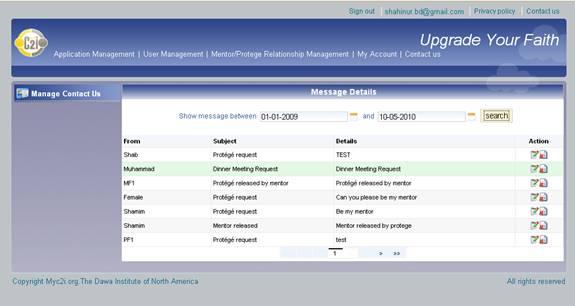 Sign out | shahinur.bd@gmail.com | Privacy policy | Contact us
C2i
Upgrade Your Faith
Application Management | User Management | Mentor/Protege Relationship Management | My Account | Contact us
Manage Contact Us
Message Details
Show message between 01-01-2009 and 10-05-2010 search
From Subject Details Action
Shab Protégé request TEST
Muhammad Dinner Meeting Request Dinner Meeting Request
MF1 Protégé released by mentor Protégé released by mentor
Female Protégé request Can you please be my mentor
Shamim Protégé request Be my mentor
Shamim Mentor released Mentor released by protege
PF1 Protégé request test
1 > >>
Copyright Myc2i.org.The Dawa Institute of North America All rights reserved